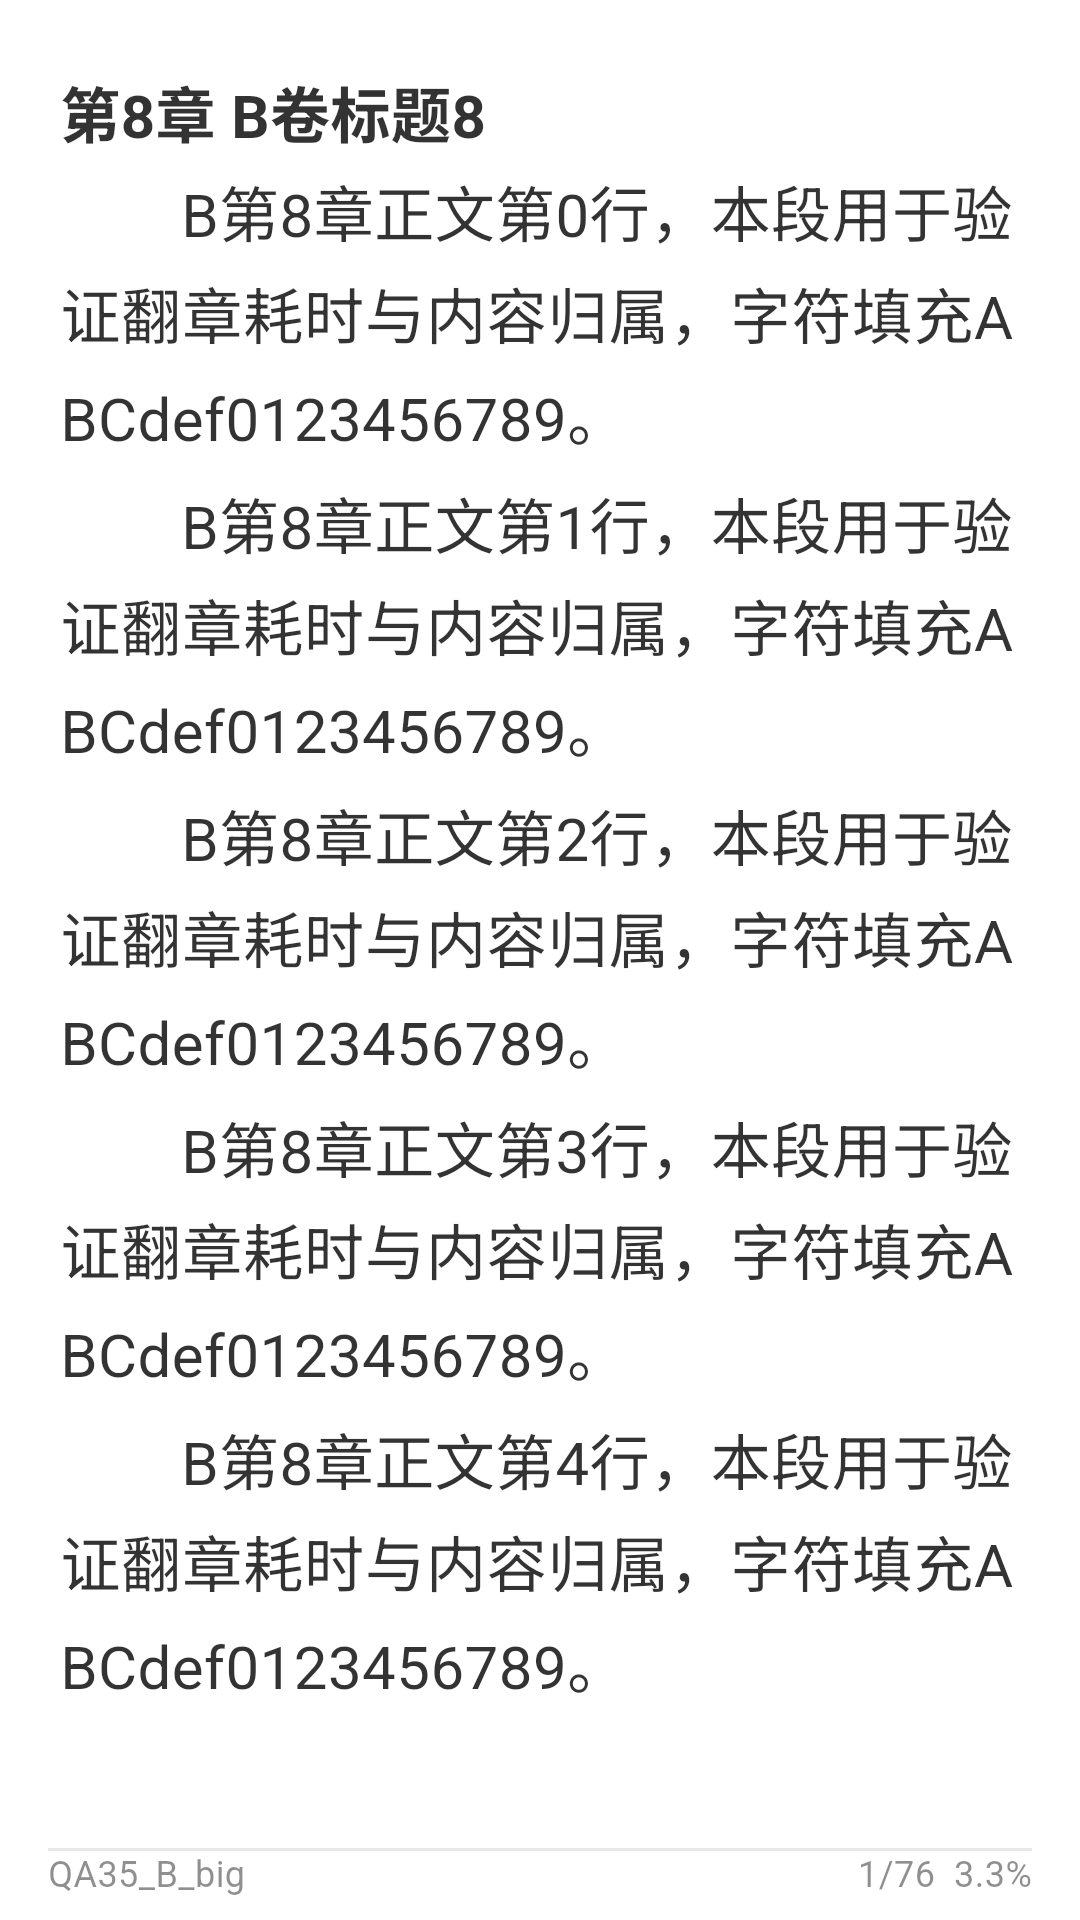 第8章 B卷标题8
B第8章正文第0行，本段用于验
证翻章耗时与内容归属，字符填充A
BCdef0123456789。
B第8章正文第1行，本段用于验
证翻章耗时与内容归属，字符填充A
BCdef0123456789。
B第8章正文第2行，本段用于验
证翻章耗时与内容归属，字符填充A
BCdef0123456789。
B第8章正文第3行，本段用于验
证翻章耗时与内容归属，字符填充A
BCdef0123456789。
B第8章正文第4行，本段用于验
证翻章耗时与内容归属，字符填充A
BCdef0123456789。
QA35_B_big 1/76 3.3%